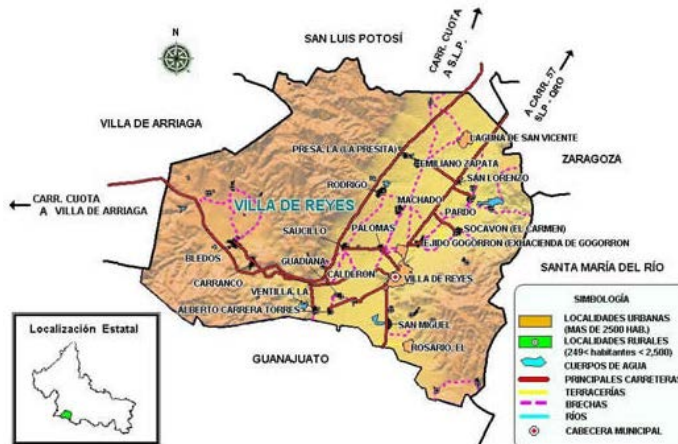 SAN LUIS POTOSÍ
CARR. CUOTA
A S.L.P.
A CARR. 57
SLP - QRO
N
VILLA DE ARRIAGA
LAGUNA DE SAN VICENTE
PRESA, LA (LA PRESITA)
EMILIANO ZAPATA
ZARAGOZA
SAN LORENZO
RODRIGO
CARR. CUOTA
A VILLA DE ARRIAGA
MACHADO
VILLA DE REYES
PARDO
SAUCILLO
PALOMAS
SOCAVON (EL CARMEN)
EJIDO GOGORRON (EXHACIENDA DE GOGORRON
BLEDOS
GUADIANA
CALDERON
VILLA DE REYES
SANTA MARÍA DEL RÍO
CARRANCO
VENTILLA, LA
ALBERTO CARRERA TORRES
SAN MIGUEL
ROSARIO, EL
GUANAJUATO
Localización Estatal
SIMBOLOGÍA
LOCALIDADES URBANAS
(MAS DE 2500 HAB.)
LOCALIDADES RURALES
(249< habitantes < 2,500)
CUERPOS DE AGUA
PRINCIPALES CARRETERAS
TERRACERÍAS
BRECHAS
RÍOS
CABECERA MUNICIPAL